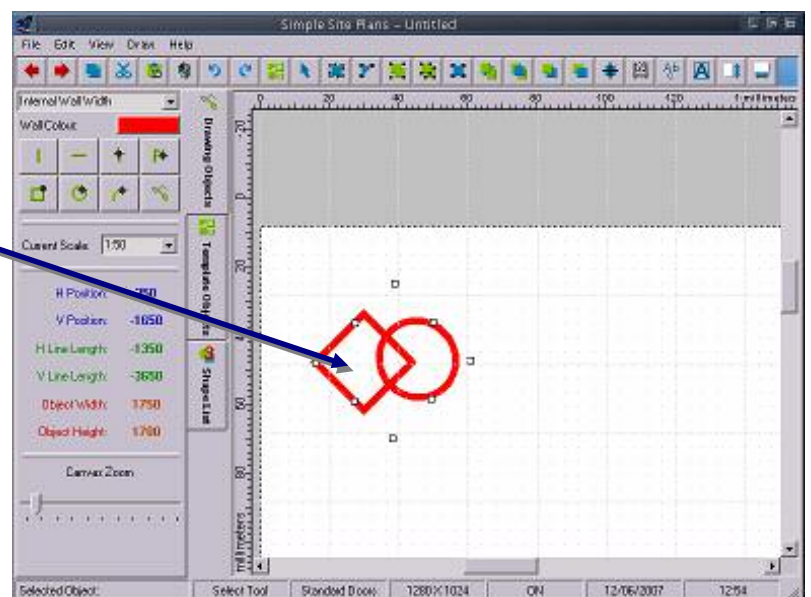 Simple Site Plans - Untitled
File Edit View Draw Help
Internal Wall Width
Wall Colour:
Current Scale: 1:50
H Position:
V Position: -1650
H Line Length: -1350
V Line Length: -3650
Object Width: 1750
Object Height: 1700
Canvas Zoom
Drawing Objects
Template Objects
Shape List
0 20 40 60 80 100 120
millimeters
Selected Object: Select Tool Standard Doors 1280 X 1024 ON 12/06/2007 12:54